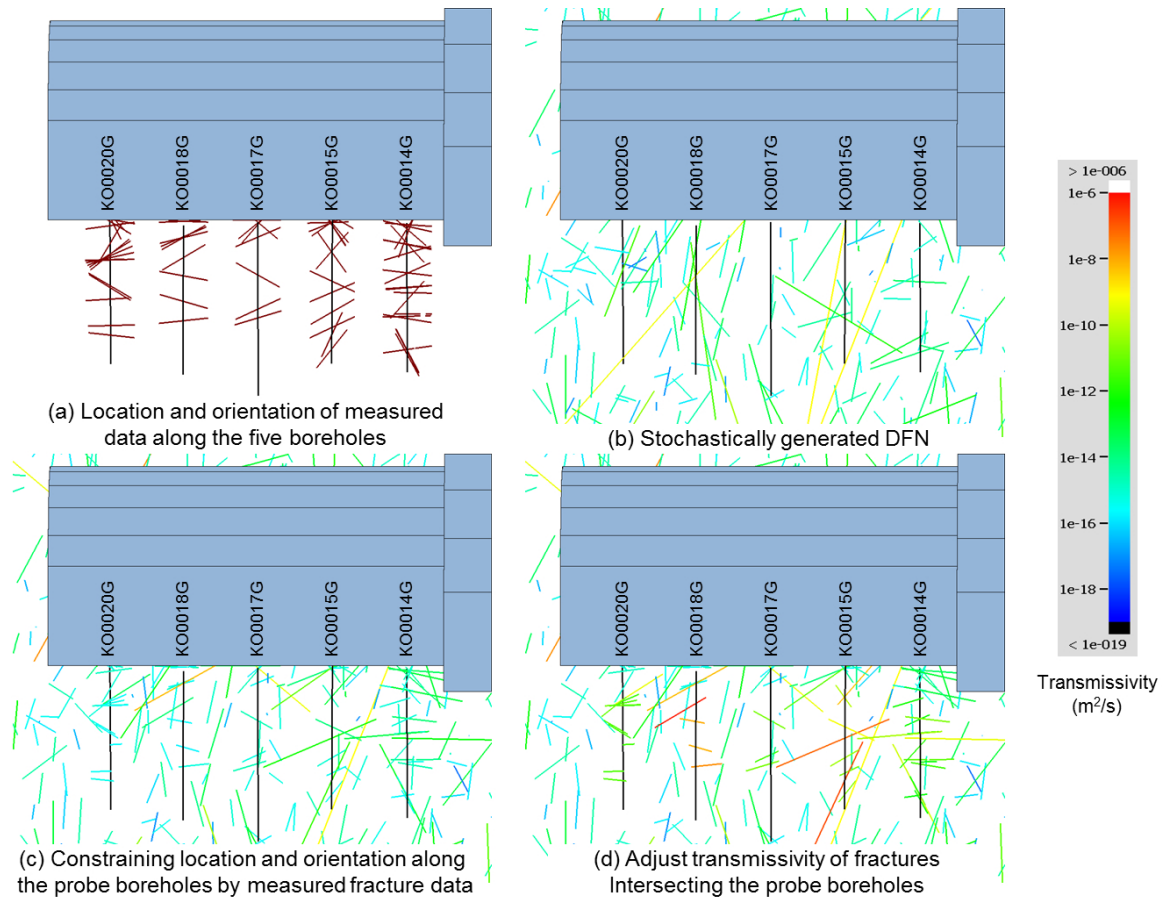 KO0020G
KO0018G
KO0017G
KO0015G
KO0014G
(a) Location and orientation of measured
data along the five boreholes
KO0020G
KO0018G
KO0017G
KO0015G
KO0014G
(b) Stochastically generated DFN
KO0020G
KO0018G
KO0017G
KO0015G
KO0014G
(c) Constraining location and orientation along
the probe boreholes by measured fracture data
KO0020G
KO0018G
KO0017G
KO0015G
KO0014G
(d) Adjust transmissivity of fractures
Intersecting the probe boreholes
> 1e-006
1e-6
1e-8
1e-10
1e-12
1e-14
1e-16
1e-18
< 1e-019
Transmissivity
(m²/s)